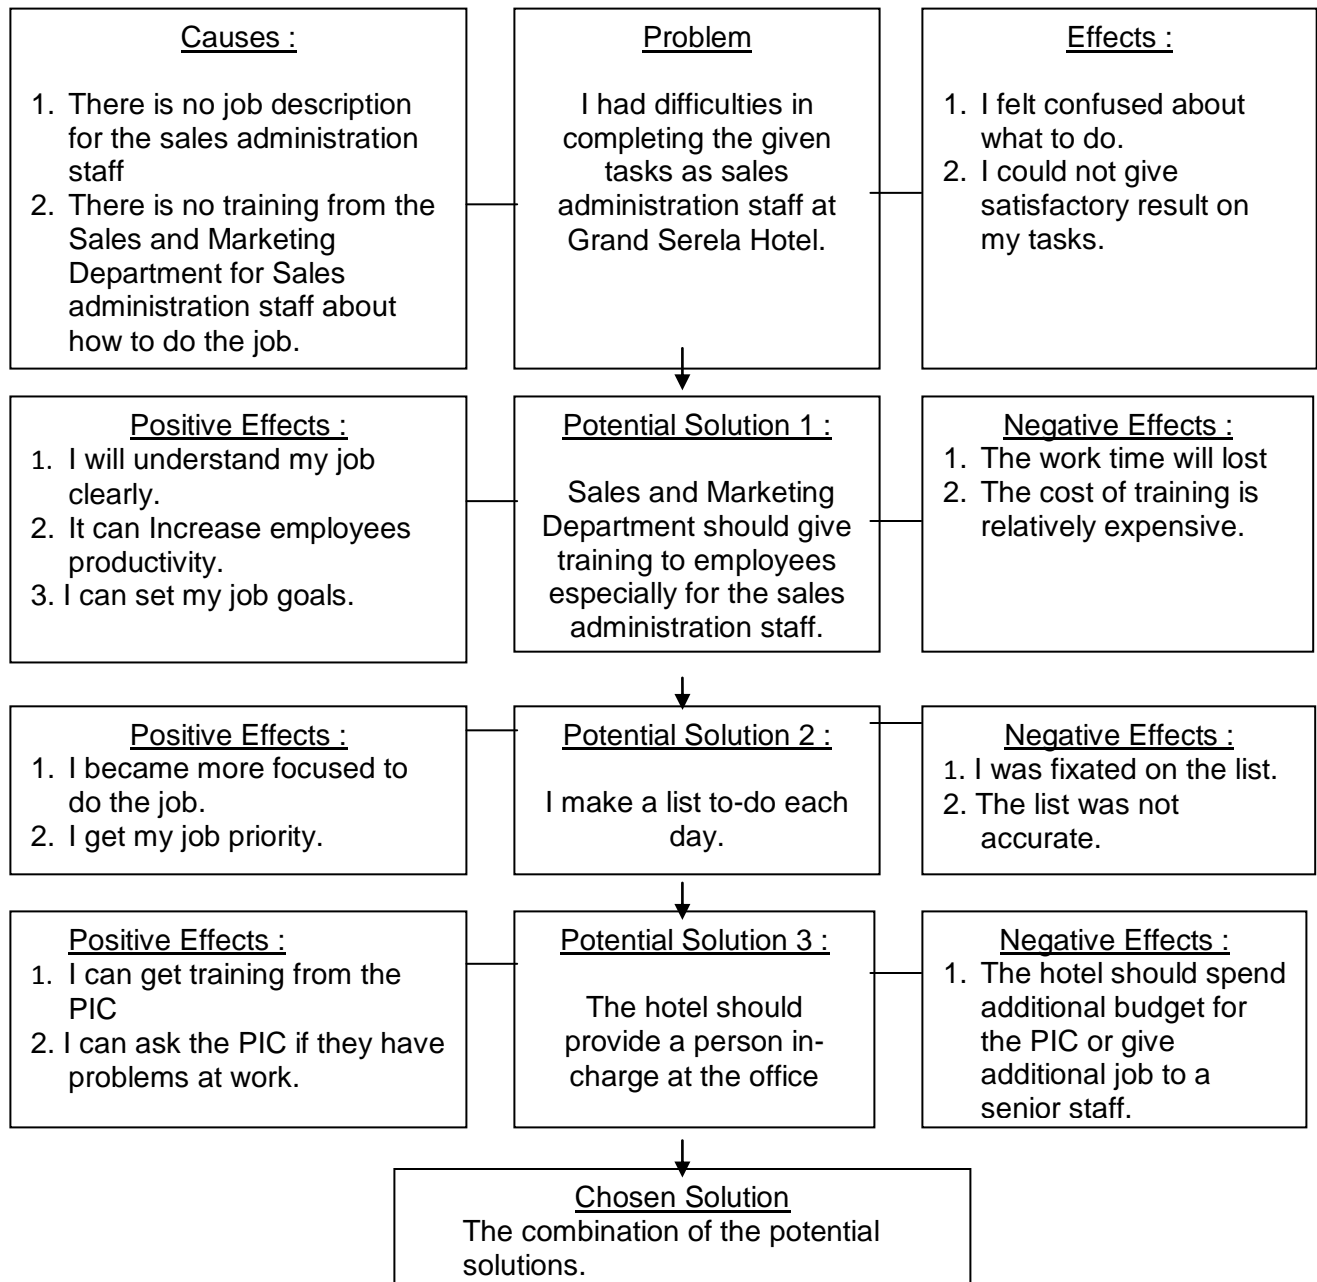 Causes :
1. There is no job description
for the sales administration
staff
2. There is no training from the
Sales and Marketing
Department for Sales
administration staff about
how to do the job.
Problem
I had difficulties in
completing the given
tasks as sales
administration staff at
Grand Serela Hotel.
Effects :
1. I felt confused about
what to do.
2. I could not give
satisfactory result on
my tasks.
Positive Effects :
1. I will understand my job
clearly.
2. It can Increase employees
productivity.
3. I can set my job goals.
Potential Solution 1 :
Sales and Marketing
Department should give
training to employees
especially for the sales
administration staff.
Negative Effects :
1. The work time will lost
2. The cost of training is
relatively expensive.
Positive Effects :
1. I became more focused to
do the job.
2. I get my job priority.
Potential Solution 2 :
I make a list to-do each
day.
Negative Effects :
1. I was fixated on the list.
2. The list was not
accurate.
Positive Effects :
1. I can get training from the
PIC
2. I can ask the PIC if they have
problems at work.
Potential Solution 3 :
The hotel should
provide a person in-
charge at the office
Negative Effects :
1. The hotel should spend
additional budget for
the PIC or give
additional job to a
senior staff.
Chosen Solution
The combination of the potential
solutions.